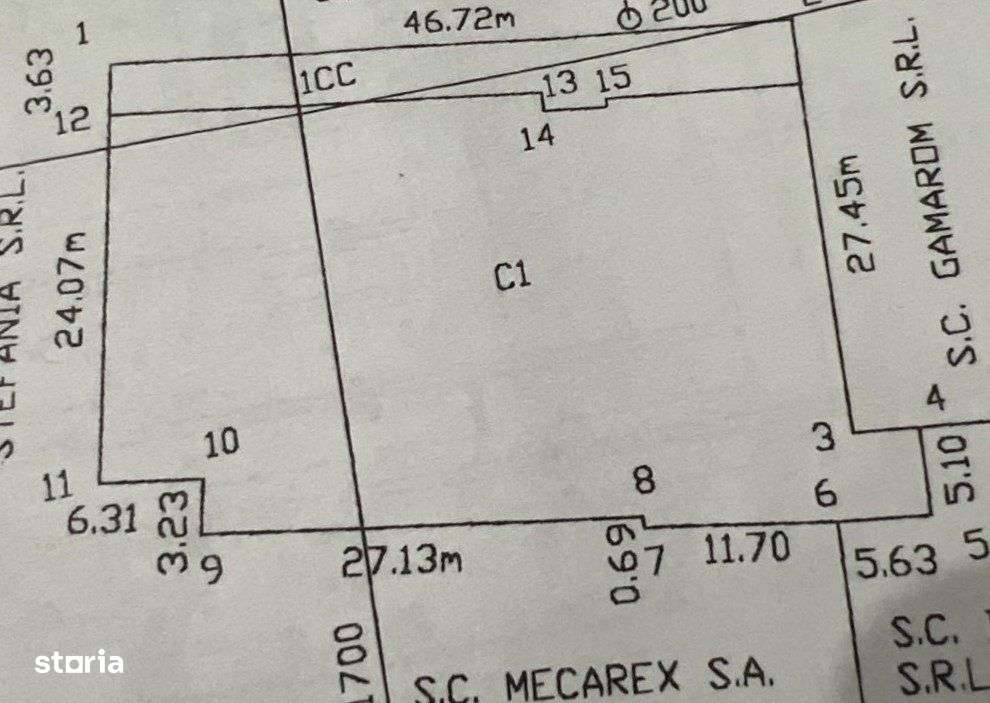 46.72m
200
1
3.63
12
1CC
13
15
14
S.C. GAMAROM S.R.L.
27.45m
STEFANIA S.R.L.
24.07m
C1
4
3
10
11
8
6
5.10
6.31
3.23
9
27.13m
0.69
7
11.70
5.63
5
1700
S.C. MECAREX S.A.
S.C.
S.R.L
storia